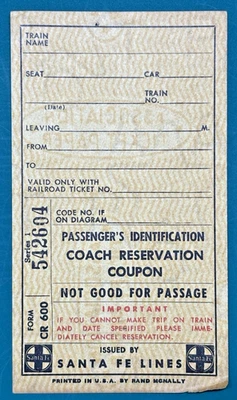 TRAIN
NAME
SEAT CAR
TRAIN
NO.
(Date)
LEAVING M.
FROM
TO
VALID ONLY WITH
RAILROAD TICKET NO.
CODE NO. IF
ON DIAGRAM
Series 1
542604
PASSENGER'S IDENTIFICATION
COACH RESERVATION
COUPON
NOT GOOD FOR PASSAGE
FORM
CR 600
IMPORTANT
IF YOU CANNOT MAKE TRIP ON TRAIN
AND DATE SPECIFIED PLEASE IMME-
DIATELY CANCEL RESERVATION.
ISSUED BY
Santa Fe
SANTA FE LINES
Santa Fe
PRINTED IN U.S.A. BY RAND MCNALLY